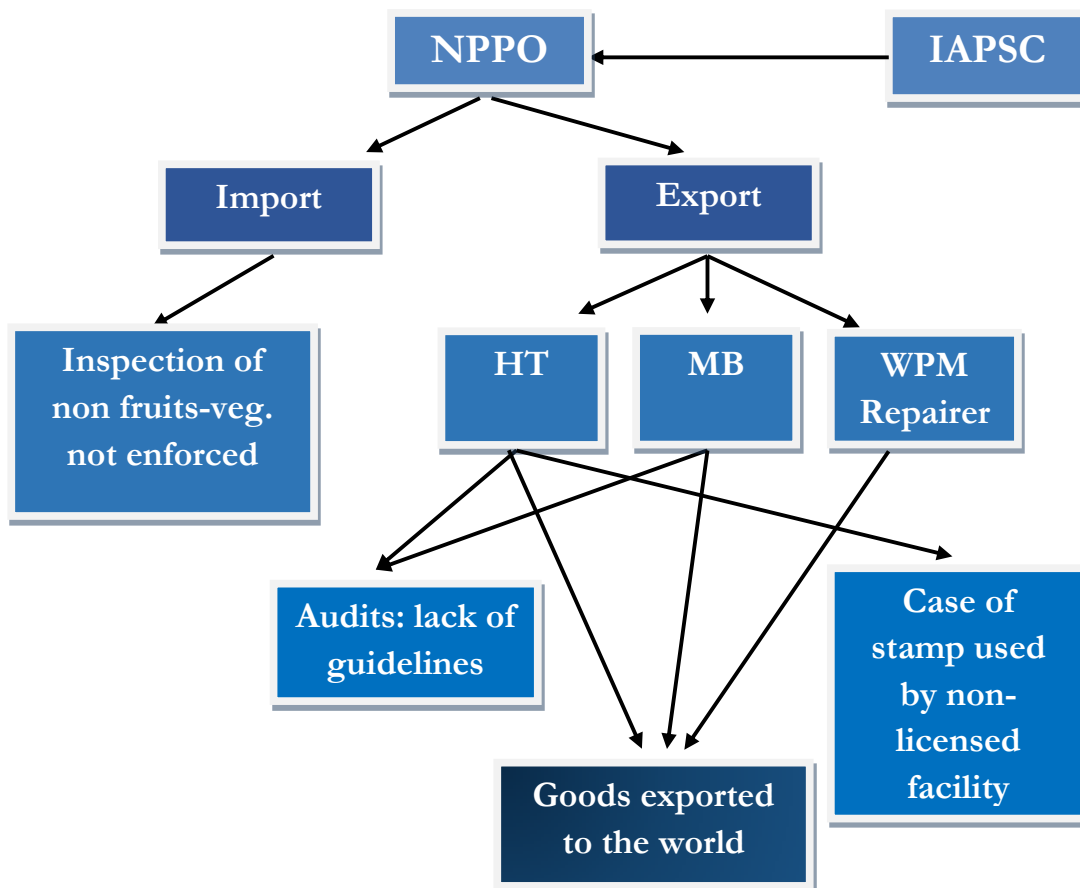 NPPO
IAPSC
Import
Export
Inspection of
non fruits-veg.
not enforced
HT
MB
WPM
Repairer
Audits: lack of
guidelines
Case of
stamp used
by non-
licensed
facility
Goods exported
to the world